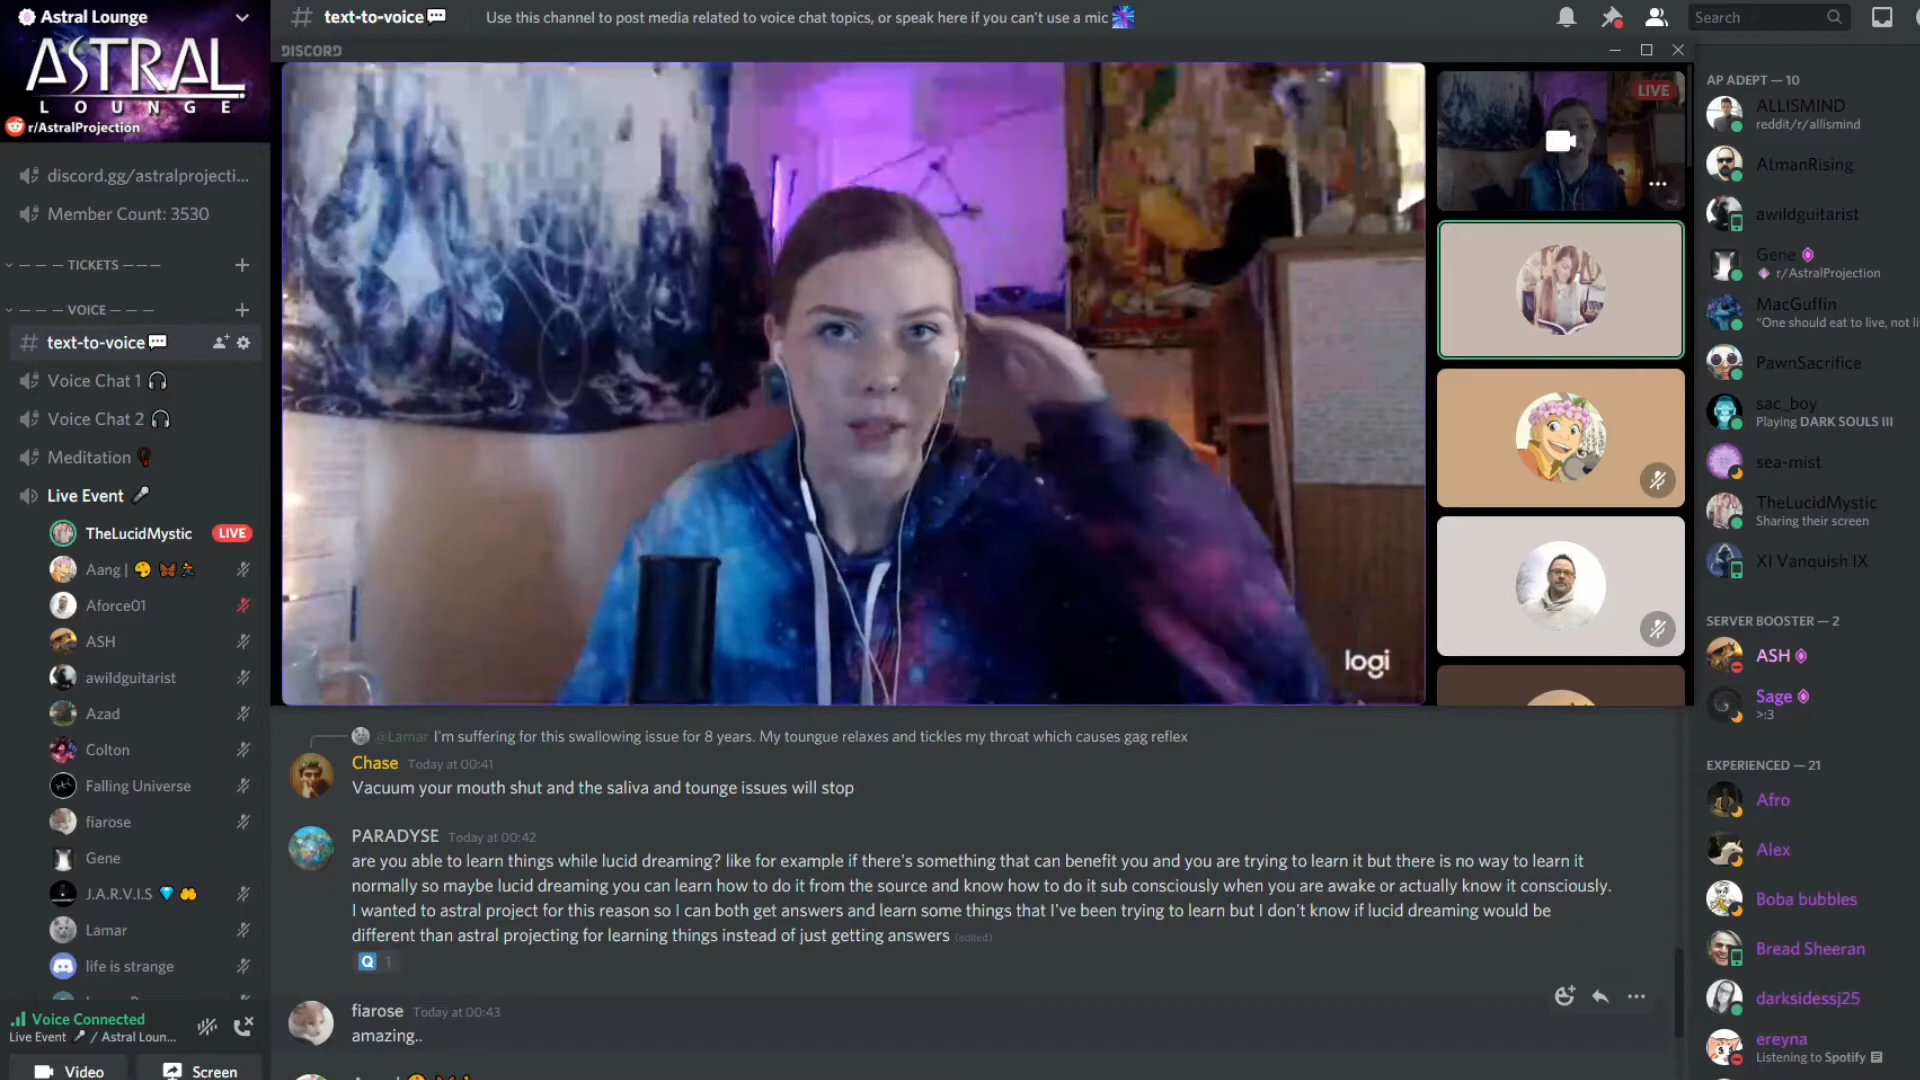 Astral Lounge
ASTRAL
LOUNGE
r/AstralProjection
discord.gg/astralprojecti...
Member Count: 3530
— — — TICKETS — — —
— — — VOICE — — —
text-to-voice
Voice Chat 1
Voice Chat 2
Meditation
Live Event
TheLucidMystic LIVE
Aang |
Aforce01
ASH
awildguitarist
Azad
Colton
Falling Universe
fiarose
Gene
J.A.R.V.I.S
Lamar
life is strange
Voice Connected
Live Event / Astral Loun...
Video Screen
# text-to-voice Use this channel to post media related to voice chat topics, or speak here if you can't use a mic
Search
DISCORD
LIVE
logi
@Lamar I'm suffering for this swallowing issue for 8 years. My toungue relaxes and tickles my throat which causes gag reflex
Chase Today at 00:41
Vacuum your mouth shut and the saliva and tounge issues will stop
PARADYSE Today at 00:42
are you able to learn things while lucid dreaming? like for example if there's something that can benefit you and you are trying to learn it but there is no way to learn it
normally so maybe lucid dreaming you can learn how to do it from the source and know how to do it sub consciously when you are awake or actually know it consciously.
I wanted to astral project for this reason so I can both get answers and learn some things that I've been trying to learn but I don't know if lucid dreaming would be
different than astral projecting for learning things instead of just getting answers (edited)
Q 1
fiarose Today at 00:43
amazing..
AP ADEPT — 10
ALLISMIND
reddit/r/allismind
AtmanRising
awildguitarist
Gene
r/AstralProjection
MacGuffin
"One should eat to live, not li
PawnSacrifice
sac_boy
Playing DARK SOULS III
sea-mist
TheLucidMystic
Sharing their screen
XI Vanquish IX
SERVER BOOSTER — 2
ASH
Sage
>:3
EXPERIENCED — 21
Afro
Alex
Boba bubbles
Bread Sheeran
darksidessj25
ereyna
Listening to Spotify